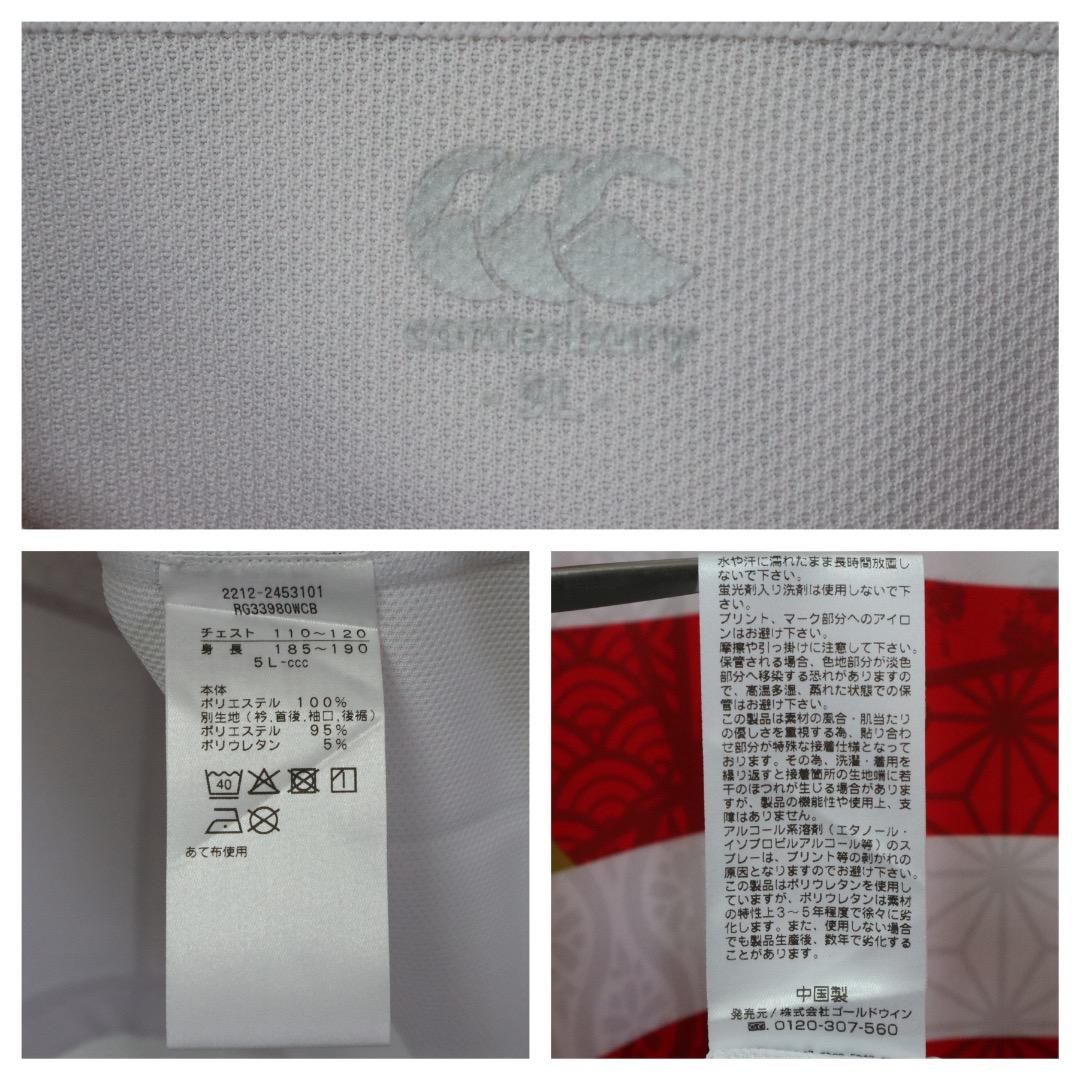 canterbury
5L
2212-2453101
RG33980WCB
チェスト 110～120
身長 185～190
5L-ccc
本体
ポリエステル 100%
別生地(衿,首後,袖口,後裾)
ポリエステル 95%
ポリウレタン 5%
40
あて布使用
水や汗に濡れたまま長時間放置し
ないで下さい。
蛍光剤入り洗剤は使用しないで下
さい。
プリント、マーク部分へのアイロ
ンはお避け下さい。
摩擦や引っ掛けに注意して下さい。
保管される場合、色地部分が淡色
部分へ移染する恐れがありますの
で、高温多湿、蒸れた状態での保
管はお避け下さい。
この製品は素材の風合・肌当たり
の優しさを重視する為、貼り合わ
せ部分が特殊な接着仕様となって
おります。その為、洗濯・着用を
繰り返すと接着箇所の生地端に若
干のほつれが生じる場合がありま
すが、製品の機能性や使用上、支
障はありません。
アルコール系溶剤(エタノール・
イソプロピルアルコール等)のス
プレーは、プリント等の剥がれの
原因となりますのでお避け下さい。
この製品はポリウレタンを使用し
ていますが、ポリウレタンは素材
の特性上3～5年程度で徐々に劣
化します。また、使用しない場合
でも製品生産後、数年で劣化する
ことがあります。
中国製
発売元/株式会社ゴールドウイン
0120-307-560